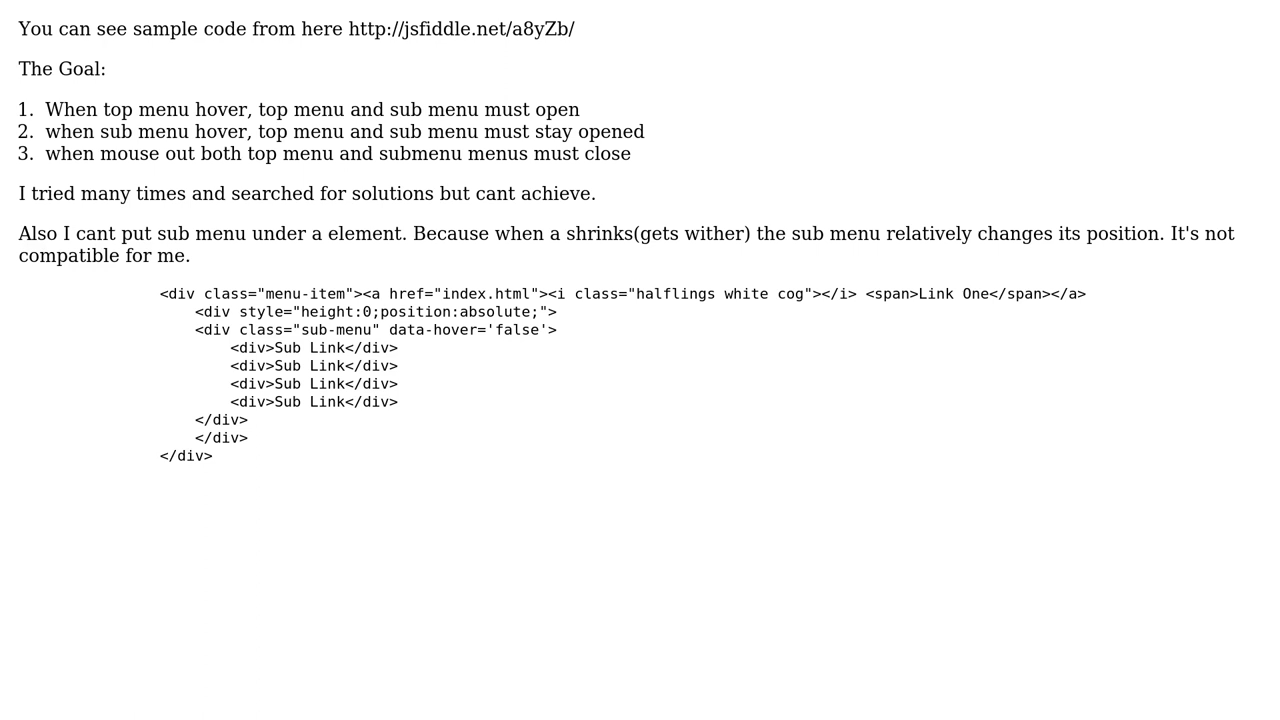 You can see sample code from here http://jsfiddle.net/a8yZb/
The Goal:
1. When top menu hover, top menu and sub menu must open
2. when sub menu hover, top menu and sub menu must stay opened
3. when mouse out both top menu and submenu menus must close
I tried many times and searched for solutions but cant achieve.
Also I cant put sub menu under a element. Because when a shrinks(gets wither) the sub menu relatively changes its position. It's not
compatible for me.
<div class="menu-item"><a href="index.html"><i class="halflings white cog"></i> <span>Link One</span></a>
    <div style="height:0;position:absolute;">
    <div class="sub-menu" data-hover='false'>
        <div>Sub Link</div>
        <div>Sub Link</div>
        <div>Sub Link</div>
        <div>Sub Link</div>
    </div>
    </div>
</div>